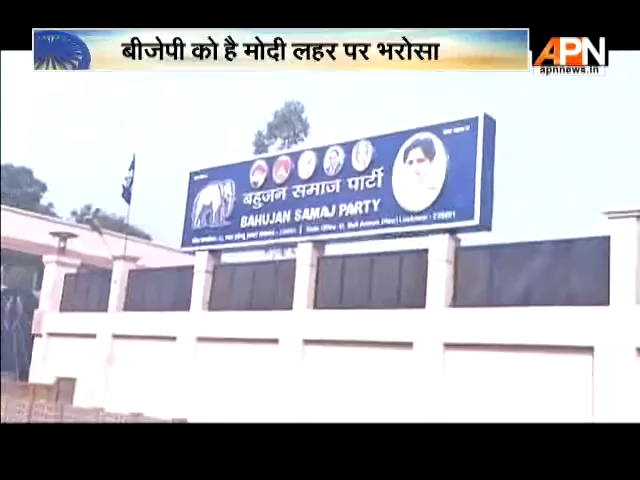 बीजेपी को है मोदी लहर पर भरोसा
APN
apnnews.in
बहुजन समाज पार्टी
BAHUJAN SAMAJ PARTY